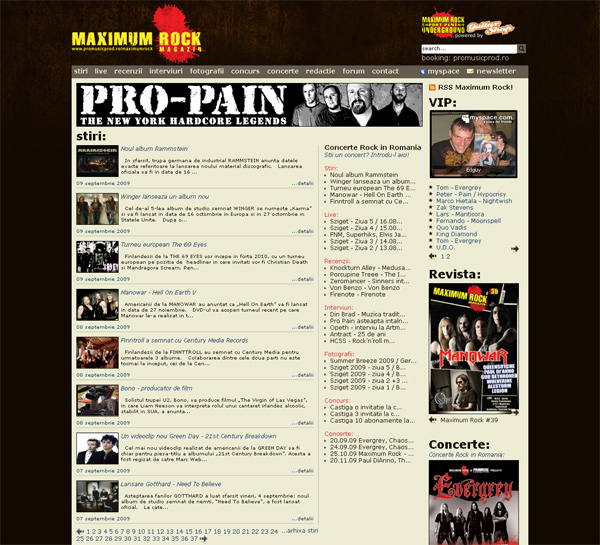 MAXIMUM ROCK
MAGAZIN
www.promusicprod.ro/maximumrock
MAXIMUM ROCK
UNDERGROUND
powered by
Guitar Shop
search...
booking: promusicprod.ro
stiri live recenzii interviuri fotografii concurs concerte redactie forum contact
myspace newsletter
PRO-PAIN
THE NEW YORK HARDCORE LEGENDS
stiri:
Noul album Rammstein
In sfarsit, trupa germana de industrial RAMMSTEIN anunta datele
exacte referitoare la lansarea noului material discografic. Lansarea
oficiala va fi in data de 16 ...
09 septembrie 2009 ...detalii
Winger lanseaza un album nou
Cel de-al 5-lea album de studio semnat WINGER se numeste „Karma”
si va fi lansat in data de 16 octombrie in Europa si in 27 octombrie in
Statele Unite. Dupa o...
09 septembrie 2009 ...detalii
Turneu european The 69 Eyes
Finlandezii de la THE 69 EYES vor incepe in forta 2010, cu un turneu
european pe pozitia de headliner in care invitati vor fi Christian Death
si Mandragora Scream. Pen...
09 septembrie 2009 ...detalii
Manowar - Hell On Earth V
Americanii de la MANOWAR au anuntat ca „Hell On Earth” va fi lansat
in data de 27 noiembrie. DVD-ul va acoperi turneul recent pe care
Manowar le-a realizat in t...
08 septembrie 2009 ...detalii
Finntroll a semnat cu Century Media Records
Finlandezii de la FINNTROLL au semnat cu Century Media pentru
urmatoarele 3 albume. Colaborarea dintre cele doua parti nu este
tocmai la inceput, cei de la Cen...
08 septembrie 2009 ...detalii
Bono - producator de film
Solistul trupei U2, Bono, va produce filmul „The Virgin of Las Vegas”,
in care Liam Neeson va interpreta rolul unui cantaret irlandez alcoolic,
stabilit in SUA, a anunta...
08 septembrie 2009 ...detalii
Un videoclip nou Green Day - 21st Century Breakdown
Cel mai nou videoclip realizat de americanii de la GREEN DAY va fi
chiar pentru piesa-titlu a albumului „21st Century Breakdown”. Acesta a
fost regizat de catre Marc Web...
07 septembrie 2009 ...detalii
Lansare Gotthard - Need To Believe
Asteptarea fanilor GOTTHARD a luat sfarsit vineri, 4 septembrie: noul
album de studio semnat de nemti, "Need To Believe", a fost lansat
oficial. La cate...
07 septembrie 2009 ...detalii
1 2 3 4 5 6 7 8 9 10 11 12 13 14 15 16 17 18 19 20 21 22 23 24 ...arhiva stiri
25 26 27 28 29 30 31 32 33 34 35 36 37
Concerte Rock in Romania
Stii un concert? Introdu-l aici!
Stiri:
Noul album Rammstein
Winger lanseaza un album...
Turneu european The 69 E...
Manowar - Hell On Earth ...
Finntroll a semnat cu Ce...
Live:
Sziget - Ziua 5 / 16.08...
Sziget - Ziua 4 / 15.08...
FNM, Superhiks, Elvis Ja...
Sziget - Ziua 3 / 14.08...
Sziget - Ziua 2 / 13.08...
Recenzii:
Knockturn Alley - Medusa...
Porcupine Treee - The I...
Zeromancer - Sinners int...
Von Benzo - Von Benzo
Firenote - Firenote
Interviuri:
Din Brad - Muzica tradit...
Pro Pain asteapta intaln...
Opeth - interviu la Artm...
Antract - 25 de ani
HCSS - Rock'n'roll m...
Fotografii:
Summer Breeze 2009 / Ger...
Sziget 2009 - ziua 5 / B...
Sziget 2009 - ziua 4 / B...
Sziget 2009 - ziua 2 +3 ...
Sziget 2009 - ziua 1 / B...
Concurs:
Castiga o invitatie la c...
Castiga 3 invitatii la c...
Castiga 10 abonamente la...
Concerte:
20.09.09 Evergrey, Chaos...
24.09.09 Evergrey, Chaos...
25.10.09 Maximum Rock - ...
20.11.09 Paul DiAnno, Th...
RSS Maximum Rock!
VIP:
myspace.com
Edguy
Tom - Evergrey
Peter - Pain / Hypocrisy
Marco Hietala - Nightwish
Zak Stevens
Lars - Manticora
Fernando - Moonspell
Quo Vadis
King Diamond
Tom - Evergrey
U.D.O.
1 2
Revista:
MAXIMUM ROCK
MAGAZIN
39
MANOWAR
QUEENSRYCHE
PAIN OF SALVATION
GOD DETHRONED
WOLVERINE
ALESTORM
LEGION
Maximum Rock #39
Concerte:
Concerte Rock in Romania:
Evergrey